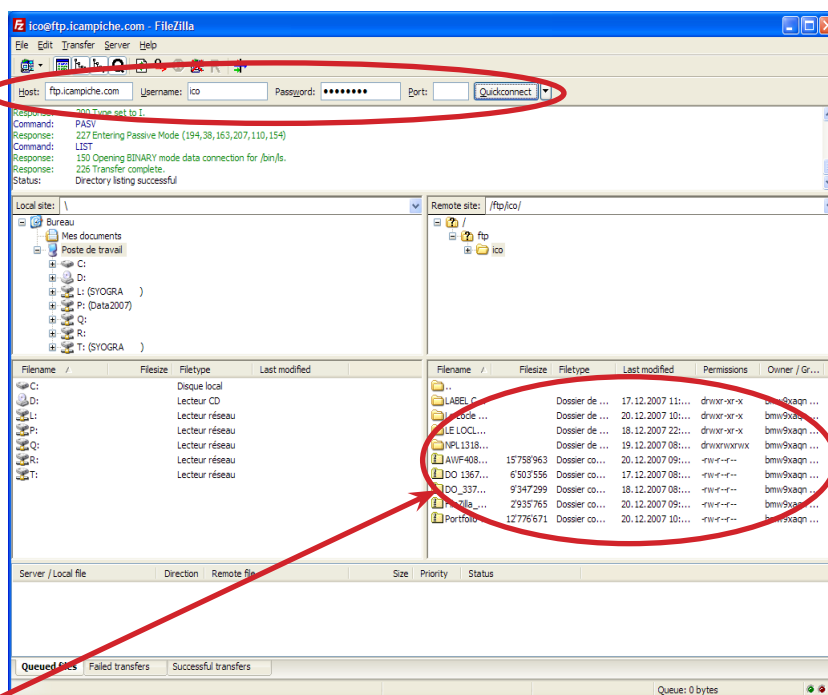 ico@ftp.icampiche.com - FileZilla
File Edit Transfer Server Help
Host: ftp.icampiche.com Username: ico Password: ●●●●●●●● Port: Quickconnect
Response: 200 Type set to I.
Command: PASV
Response: 227 Entering Passive Mode (194,38,163,207,110,154)
Command: LIST
Response: 150 Opening BINARY mode data connection for /bin/ls.
Response: 226 Transfer complete.
Status: Directory listing successful
Local site: \ Remote site: /ftp/ico/
Bureau
Mes documents
Poste de travail
C:
D:
L: (SYOGRA )
P: (Data2007)
Q:
R:
T: (SYOGRA )
/
ftp
ico
Filename / Filesize Filetype Last modified
C: Disque local
D: Lecteur CD
L: Lecteur réseau
P: Lecteur réseau
Q: Lecteur réseau
R: Lecteur réseau
T: Lecteur réseau
Filename / Filesize Filetype Last modified Permissions Owner / Gr...
..
LABEL Dossier de ... 17.12.2007 11:... drwxr-xr-x bmw9xaqn ...
Dossier de ... 20.12.2007 10:... drwxr-xr-x bmw9xaqn ...
LE LOCL... Dossier de ... 18.12.2007 22:... drwxr-xr-x bmw9xaqn ...
NPL1318... Dossier de ... 19.12.2007 08:... drwxrwxrwx bmw9xaqn ...
AWF408... 15'758'963 Dossier co... 20.12.2007 09:... -rw-r--r-- bmw9xaqn ...
DO 1367... 6'503'556 Dossier co... 17.12.2007 08:... -rw-r--r-- bmw9xaqn ...
DO_337... 9'347'299 Dossier co... 18.12.2007 08:... -rw-r--r-- bmw9xaqn ...
FileZilla_... 2'935'765 Dossier co... 20.12.2007 09:... -rw-r--r-- bmw9xaqn ...
Portfolio 12'776'671 Dossier co... 20.12.2007 10:... -rw-r--r-- bmw9xaqn ...
Server / Local file Direction Remote file Size Priority Status
Queued files Failed transfers Successful transfers
Queue: 0 bytes